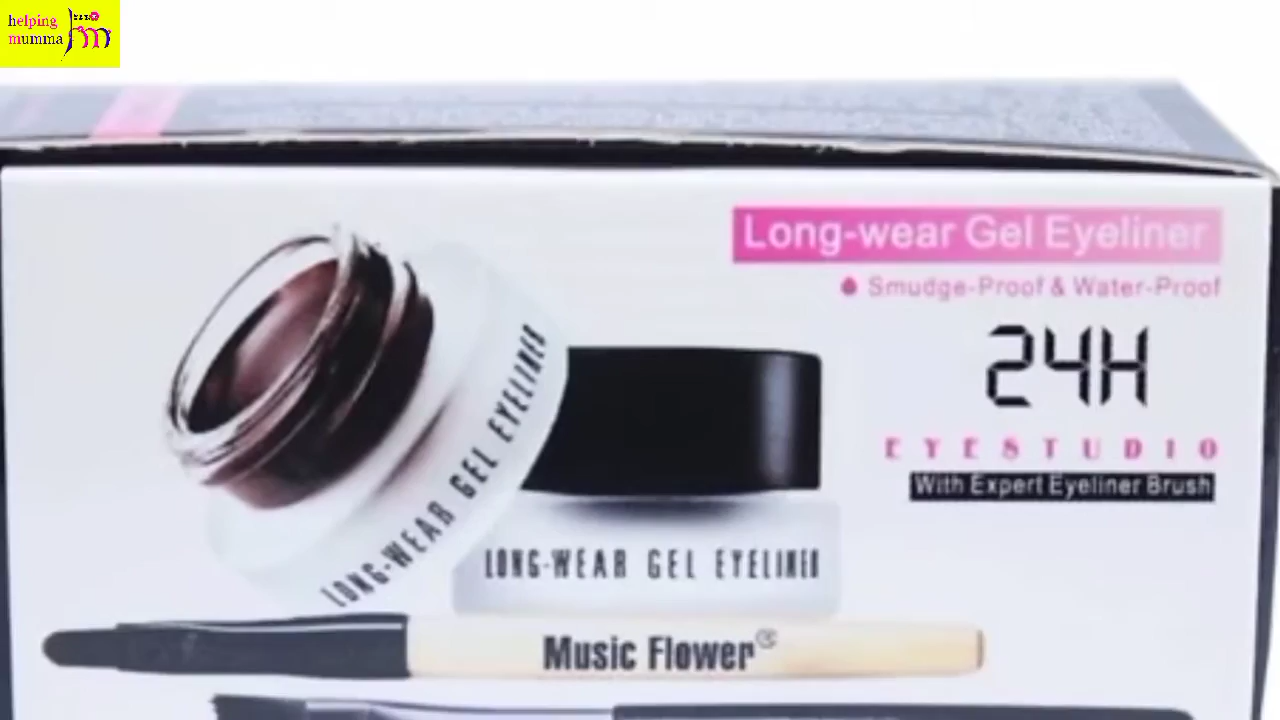 helping
mumma
Long-wear Gel Eyeliner
Smudge-Proof & Water-Proof
24H
EYESTUDIO
With Expert Eyeliner Brush
LONG-WEAR GEL EYELINER
LONG-WEAR GEL EYELINER
Music Flower®